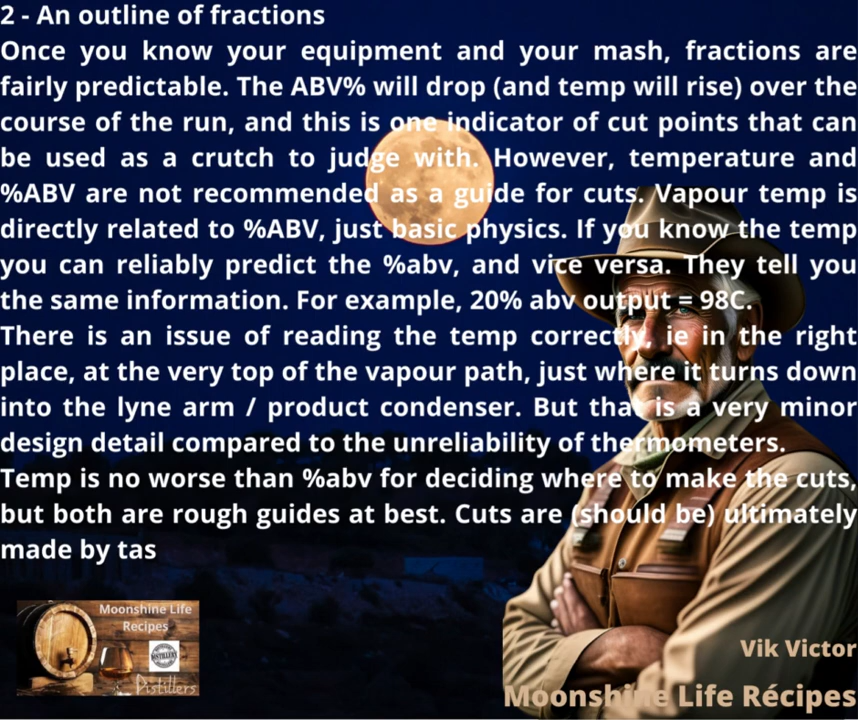 2 - An outline of fractions
Once you know your equipment and your mash, fractions are
fairly predictable. The ABV% will drop (and temp will rise) over the
course of the run, and this is one indicator of cut points that can
be used as a crutch to judge with. However, temperature and
%ABV are not recommended as a guide for cuts. Vapour temp is
directly related to %ABV, just basic physics. If you know the temp
you can reliably predict the %abv, and vice versa. They tell you
the same information. For example, 20% abv output = 98C.
There is an issue of reading the temp correctly, ie in the right
place, at the very top of the vapour path, just where it turns down
into the lyne arm / product condenser. But that is a very minor
design detail compared to the unreliability of thermometers.
Temp is no worse than %abv for deciding where to make the cuts,
but both are rough guides at best. Cuts are (should be) ultimately
made by tas
Moonshine Life
Recipes
DISTILLERS
Distillers
Vik Victor
Moonshine Life Récipes